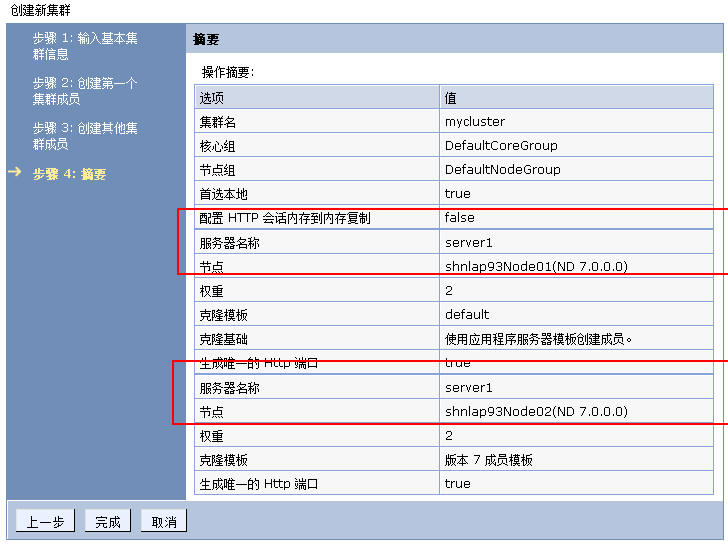 创建新集群
步骤 1: 输入基本集
群信息
步骤 2: 创建第一个
集群成员
步骤 3: 创建其他集
群成员
步骤 4: 摘要
摘要
操作摘要:
选项 值
集群名 mycluster
核心组 DefaultCoreGroup
节点组 DefaultNodeGroup
首选本地 true
配置 HTTP 会话内存到内存复制 false
服务器名称 server1
节点 shnlap93Node01(ND 7.0.0.0)
权重 2
克隆模板 default
克隆基础 使用应用程序服务器模板创建成员。
生成唯一的 Http 端口 true
服务器名称 server1
节点 shnlap93Node02(ND 7.0.0.0)
权重 2
克隆模板 版本 7 成员模板
生成唯一的 Http 端口 true
上一步 完成 取消